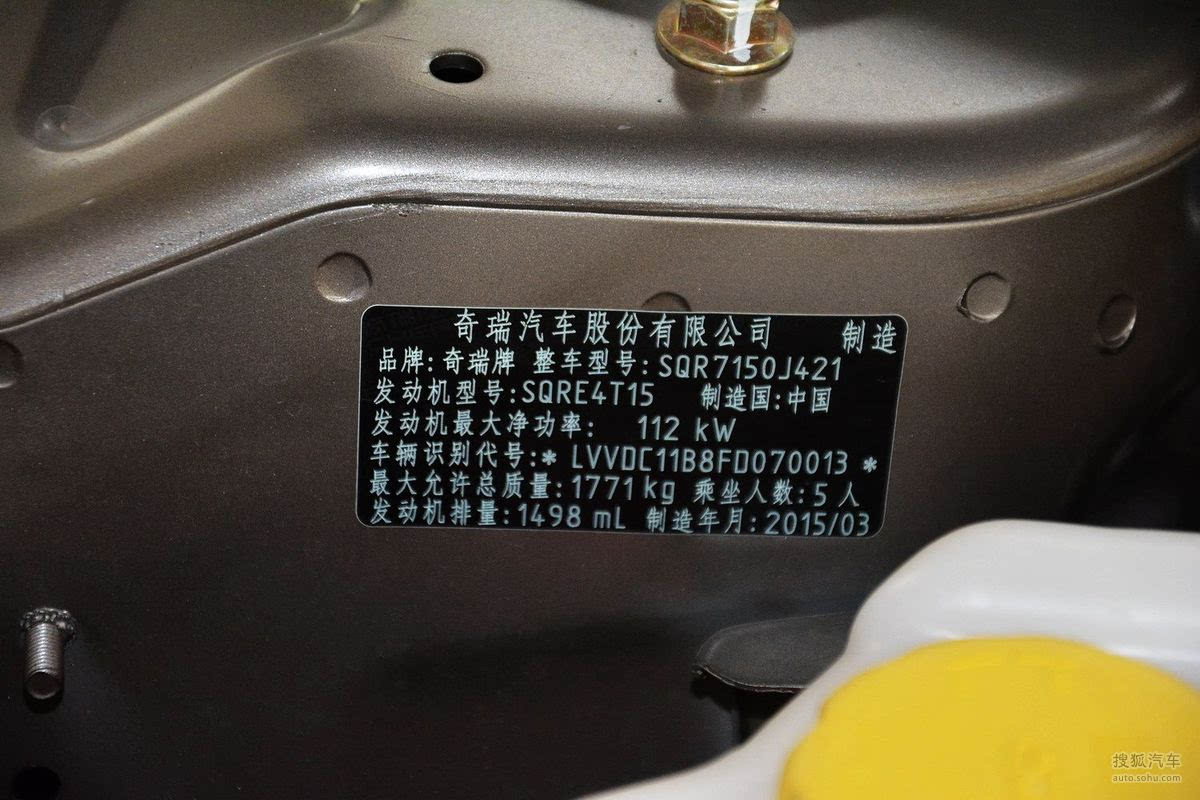 奇瑞汽车股份有限公司 制造
品牌:奇瑞牌 整车型号:SQR7150J421
发动机型号:SQRE4T15 制造国:中国
发动机最大净功率: 112 kW
车辆识别代号:* LVVDC11B8FD070013 *
最大允许总质量:1771kg 乘坐人数:5人
发动机排量:1498 mL 制造年月:2015/03
搜狐汽车
auto.sohu.com